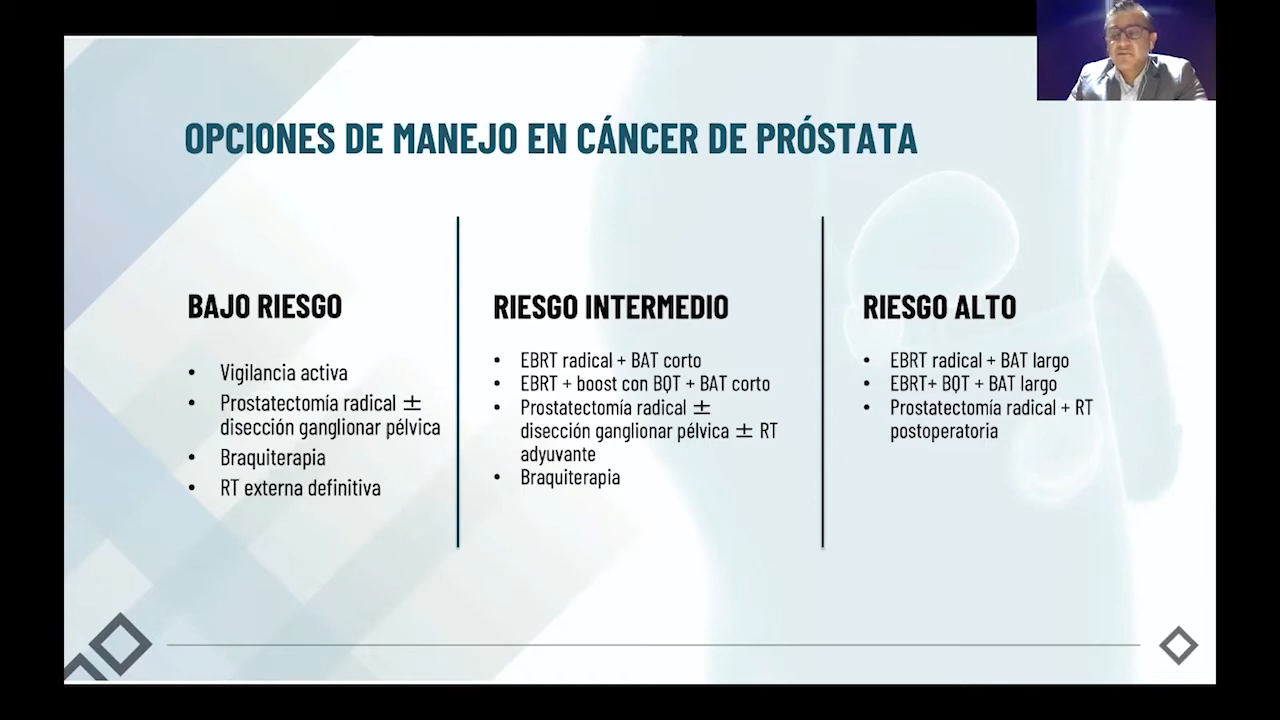 OPCIONES DE MANEJO EN CÁNCER DE PRÓSTATA
BAJO RIESGO
• Vigilancia activa
• Prostatectomía radical ±
disección ganglionar pélvica
• Braquiterapia
• RT externa definitiva
RIESGO INTERMEDIO
• EBRT radical + BAT corto
• EBRT + boost con BQT + BAT corto
• Prostatectomía radical ±
disección ganglionar pélvica ± RT
adyuvante
• Braquiterapia
RIESGO ALTO
• EBRT radical + BAT largo
• EBRT+ BQT + BAT largo
• Prostatectomía radical + RT
postoperatoria